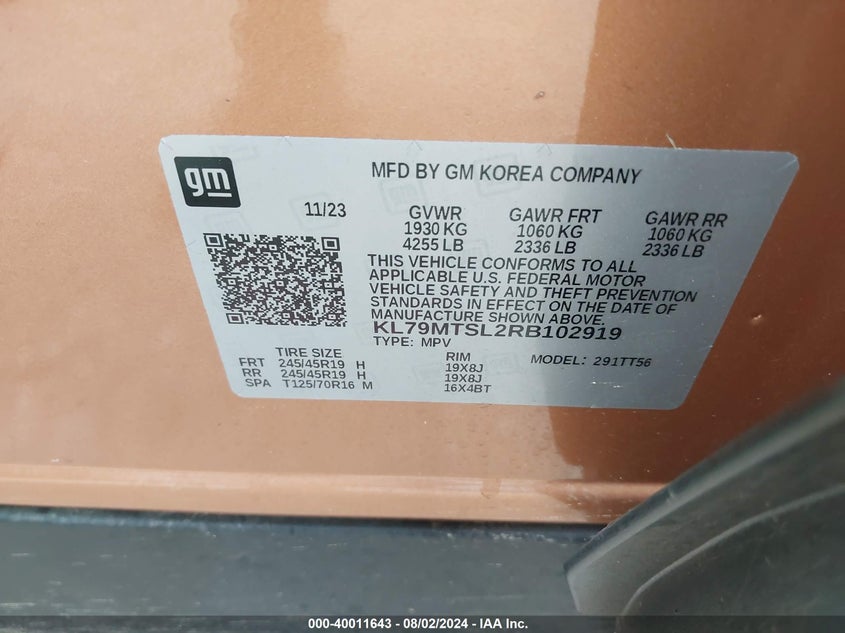 gm
MFD BY GM KOREA COMPANY
11/23 GVWR GAWR FRT GAWR RR
1930 KG 1060 KG 1060 KG
4255 LB 2336 LB 2336 LB
THIS VEHICLE CONFORMS TO ALL
APPLICABLE U.S. FEDERAL MOTOR
VEHICLE SAFETY AND THEFT PREVENTION
STANDARDS IN EFFECT ON THE DATE OF
MANUFACTURE SHOWN ABOVE.
KL79MTSL2RB102919
TYPE: MPV
TIRE SIZE RIM MODEL: 291TT56
FRT 245/45R19 H 19X8J
RR 245/45R19 H 19X8J
SPA T125/70R16 M 16X4BT
000-40011643 - 08/02/2024 - IAA Inc.